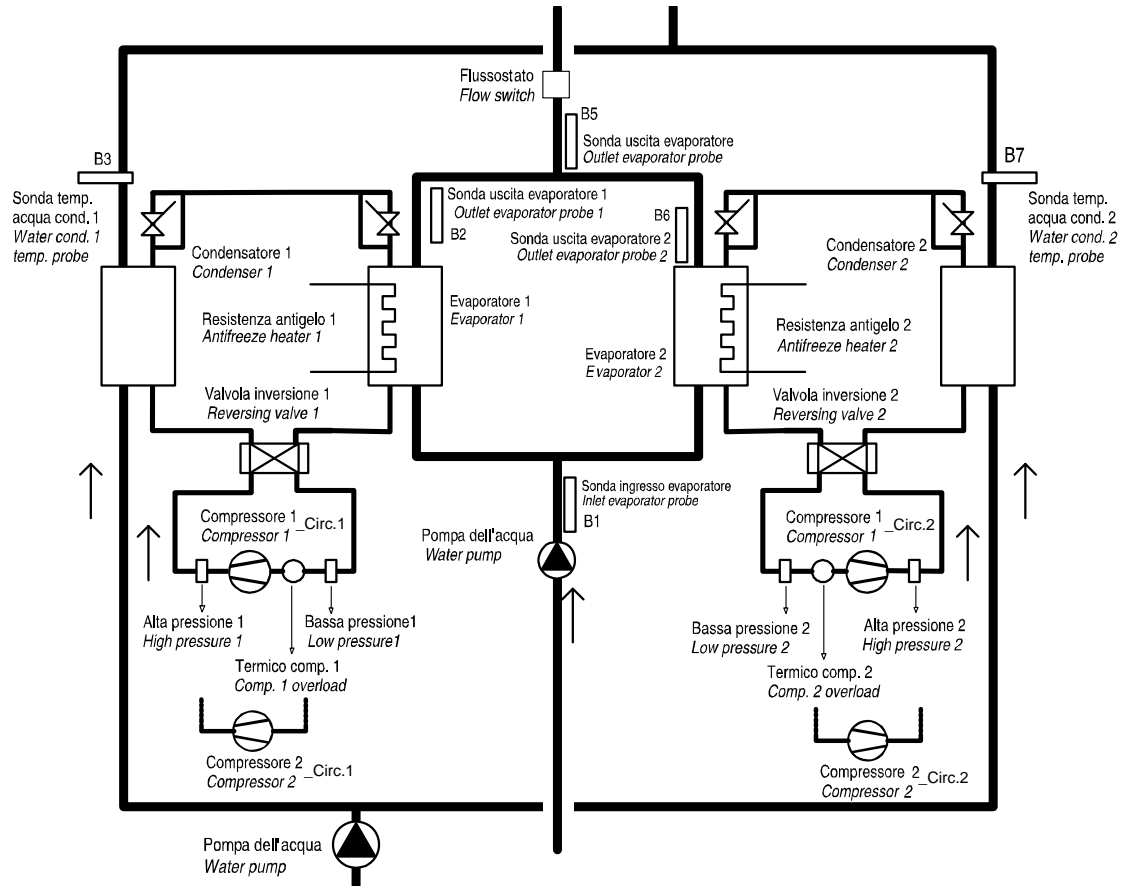 Flussostato
Flow switch
B5
Sonda uscita evaporatore
Outlet evaporator probe
B3
Sonda temp.
acqua cond. 1
Water cond. 1
temp. probe
B7
Sonda temp.
acqua cond. 2
Water cond. 2
temp. probe
Sonda uscita evaporatore 1
Outlet evaporator probe 1
B2
B6
Sonda uscita evaporatore 2
Outlet evaporator probe 2
Condensatore 1
Condenser 1
Condensatore 2
Condenser 2
Evaporatore 1
Evaporator 1
Resistenza antigelo 1
Antifreeze heater 1
Resistenza antigelo 2
Antifreeze heater 2
Evaporatore 2
Evaporator 2
Valvola inversione 1
Reversing valve 1
Valvola inversione 2
Reversing valve 2
Sonda ingresso evaporatore
Inlet evaporator probe
B1
Pompa dell'acqua
Water pump
Compressore 1
Compressor 1
_Circ.1
Compressore 1
Compressor 1
_Circ.2
Alta pressione 1
High pressure 1
Bassa pressione1
Low pressure1
Bassa pressione 2
Low pressure 2
Alta pressione 2
High pressure 2
Termico comp. 1
Comp. 1 overload
Termico comp. 2
Comp. 2 overload
Compressore 2
Compressor 2
_Circ.1
Compressore 2
Compressor 2
_Circ.2
Pompa dell'acqua
Water pump